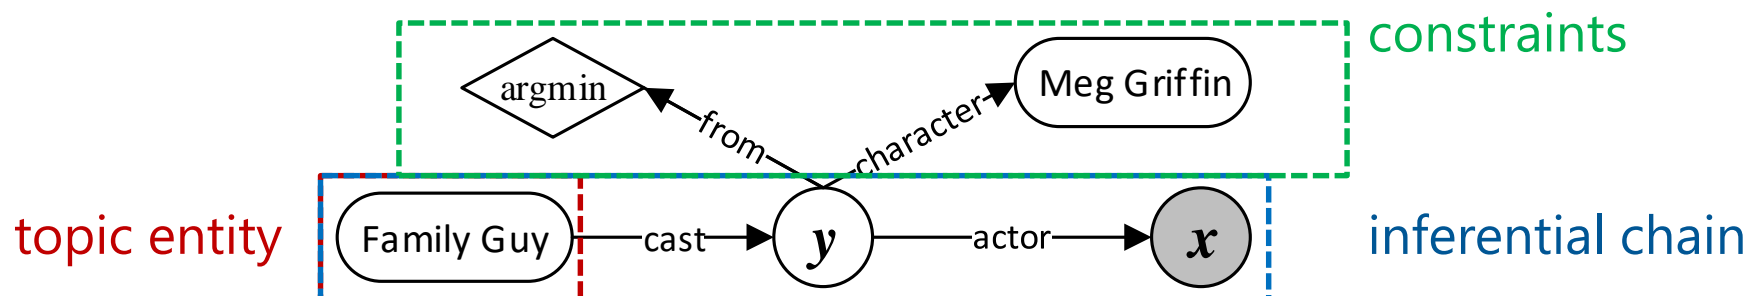 constraints
argmin
Meg Griffin
from
character
topic entity
Family Guy
cast
y
actor
x
inferential chain